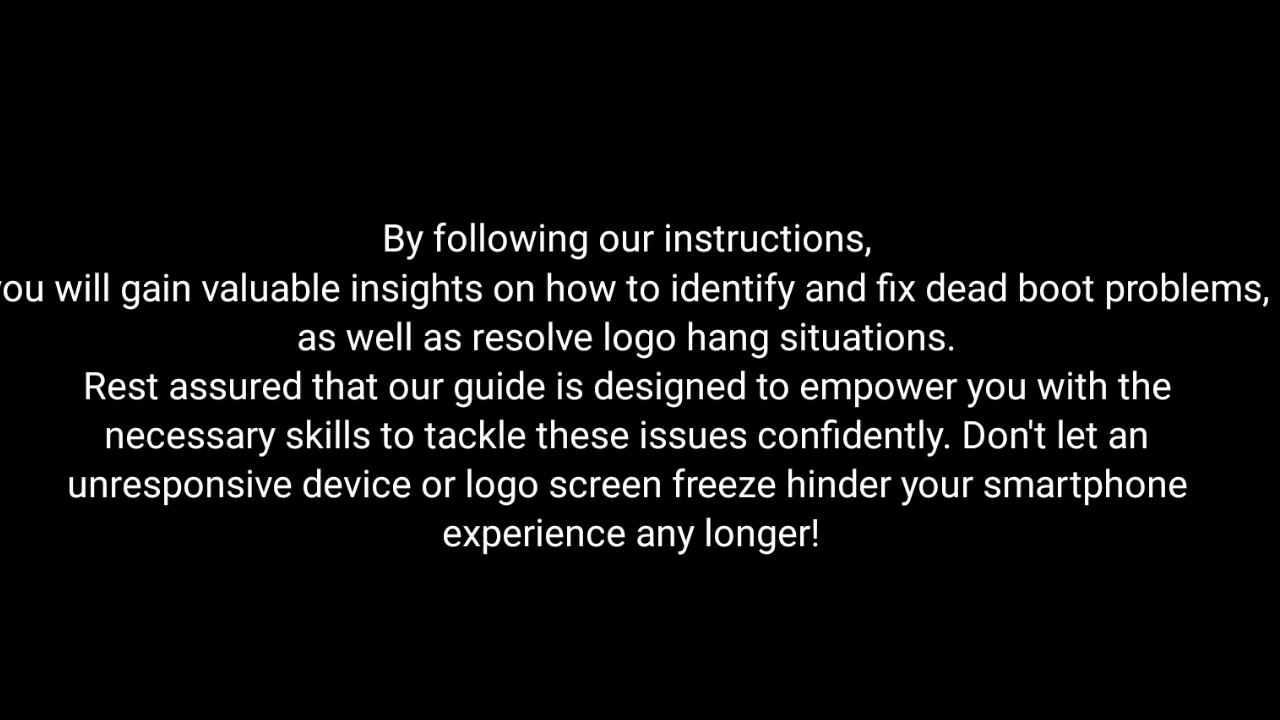 By following our instructions,
you will gain valuable insights on how to identify and fix dead boot problems,
as well as resolve logo hang situations.
Rest assured that our guide is designed to empower you with the
necessary skills to tackle these issues confidently. Don't let an
unresponsive device or logo screen freeze hinder your smartphone
experience any longer!